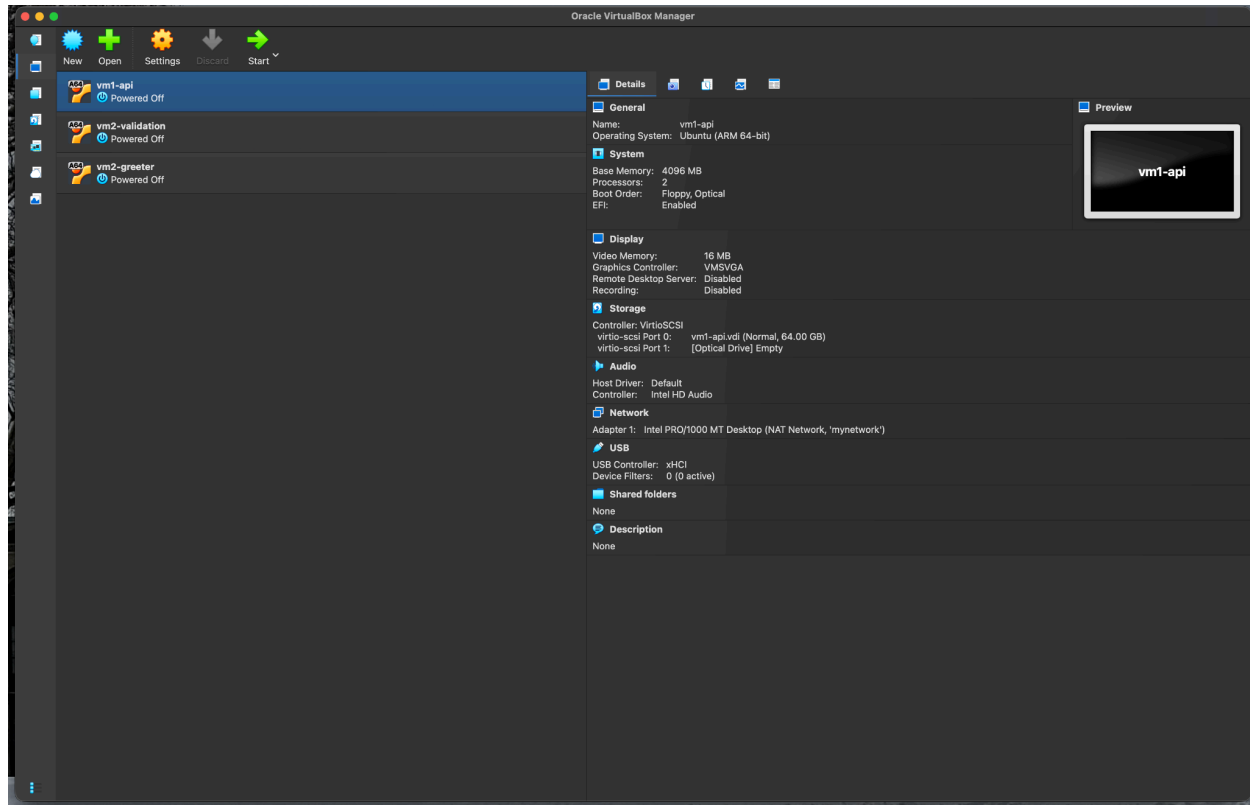 Oracle VirtualBox Manager
New Open Settings Discard Start
A64 vm1-api
Powered Off
A64 vm2-validation
Powered Off
A64 vm2-greeter
Powered Off
Details
General
Name: vm1-api
Operating System: Ubuntu (ARM 64-bit)
System
Base Memory: 4096 MB
Processors: 2
Boot Order: Floppy, Optical
EFI: Enabled
Preview
vm1-api
Display
Video Memory: 16 MB
Graphics Controller: VMSVGA
Remote Desktop Server: Disabled
Recording: Disabled
Storage
Controller: VirtioSCSI
virtio-scsi Port 0: vm1-api.vdi (Normal, 64.00 GB)
virtio-scsi Port 1: [Optical Drive] Empty
Audio
Host Driver: Default
Controller: Intel HD Audio
Network
Adapter 1: Intel PRO/1000 MT Desktop (NAT Network, 'mynetwork')
USB
USB Controller: xHCI
Device Filters: 0 (0 active)
Shared folders
None
Description
None